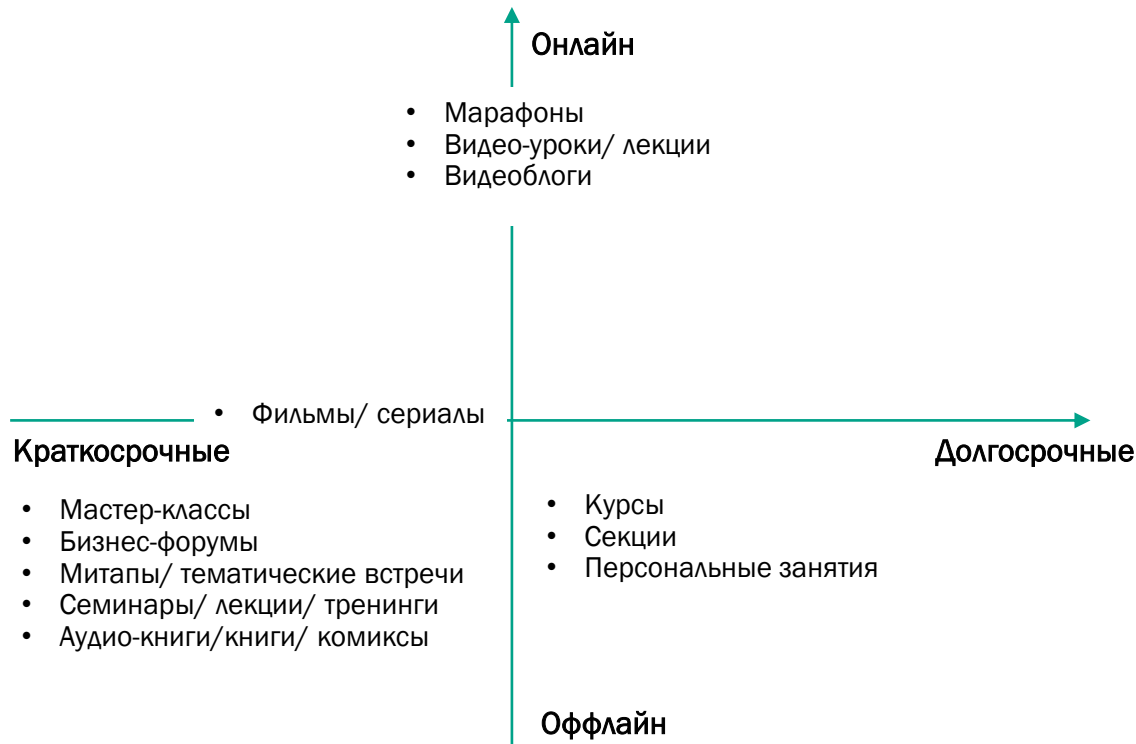 Онлайн
• Марафоны
• Видео-уроки/ лекции
• Видеоблоги
• Фильмы/ сериалы
Краткосрочные
Долгосрочные
• Мастер-классы
• Бизнес-форумы
• Митапы/ тематические встречи
• Семинары/ лекции/ тренинги
• Аудио-книги/книги/ комиксы
• Курсы
• Секции
• Персональные занятия
Оффлайн